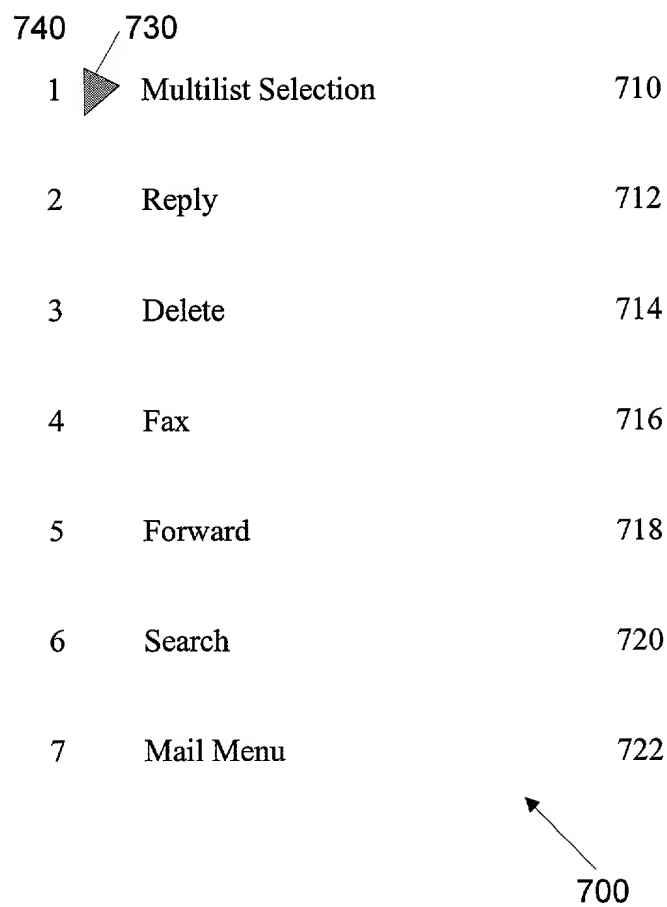 740 730
1 Multilist Selection 710
2 Reply 712
3 Delete 714
4 Fax 716
5 Forward 718
6 Search 720
7 Mail Menu 722
700